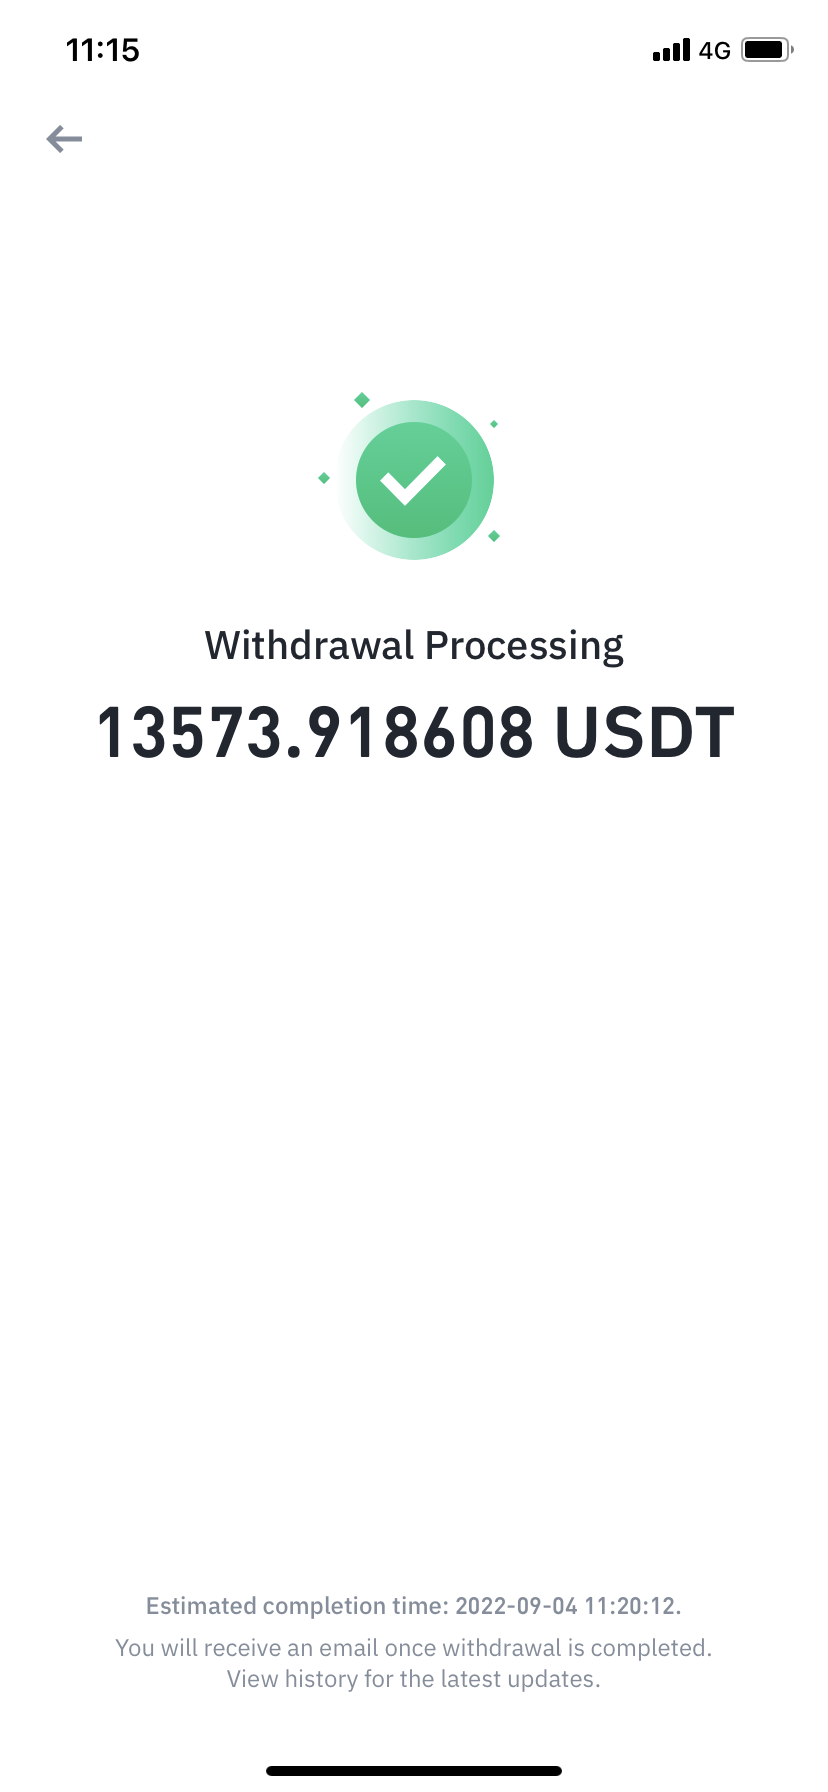 11:15
4G
Withdrawal Processing
13573.918608 USDT
Estimated completion time: 2022-09-04 11:20:12.
You will receive an email once withdrawal is completed.
View history for the latest updates.